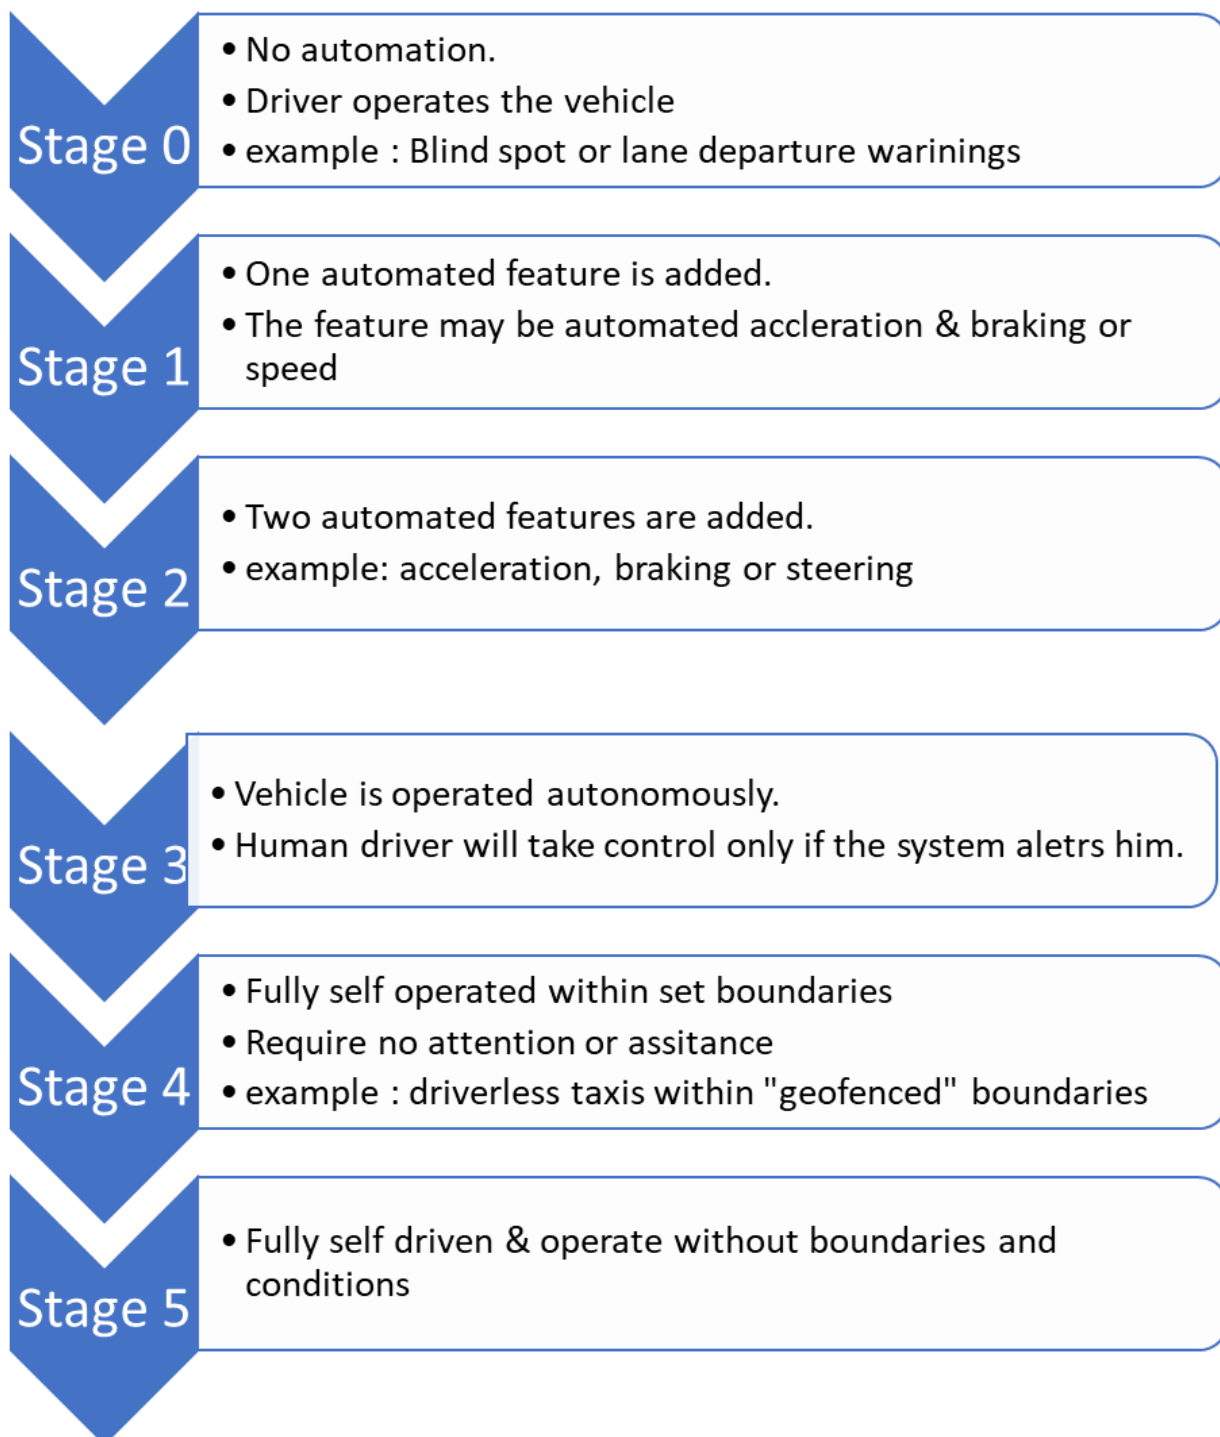 Stage 0
• No automation.
• Driver operates the vehicle
• example : Blind spot or lane departure warinings
Stage 1
• One automated feature is added.
• The feature may be automated accleration & braking or
speed
Stage 2
• Two automated features are added.
• example: acceleration, braking or steering
Stage 3
• Vehicle is operated autonomously.
• Human driver will take control only if the system aletrs him.
Stage 4
• Fully self operated within set boundaries
• Require no attention or assitance
• example : driverless taxis within "geofenced" boundaries
Stage 5
• Fully self driven & operate without boundaries and
conditions